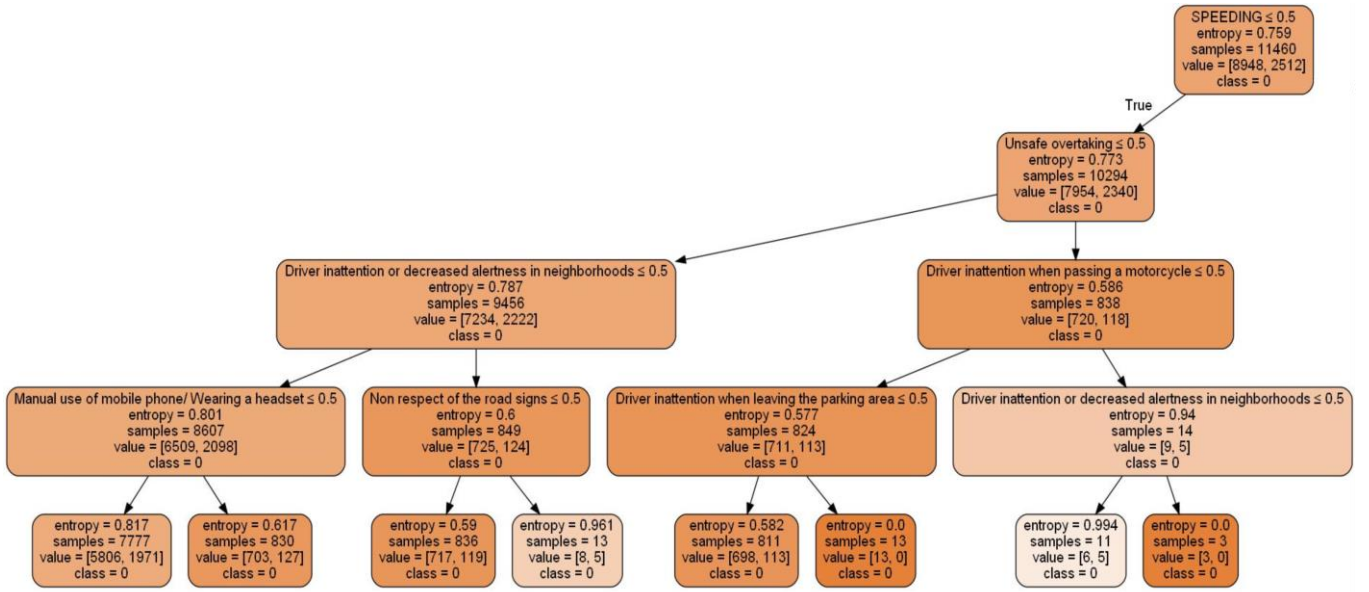 SPEEDING ≤ 0.5
entropy = 0.759
samples = 11460
value = [8948, 2512]
class = 0
True
Unsafe overtaking ≤ 0.5
entropy = 0.773
samples = 10294
value = [7954, 2340]
class = 0
Driver inattention or decreased alertness in neighborhoods ≤ 0.5
entropy = 0.787
samples = 9456
value = [7234, 2222]
class = 0
Driver inattention when passing a motorcycle ≤ 0.5
entropy = 0.586
samples = 838
value = [720, 118]
class = 0
Manual use of mobile phone/ Wearing a headset ≤ 0.5
entropy = 0.801
samples = 8607
value = [6509, 2098]
class = 0
Non respect of the road signs ≤ 0.5
entropy = 0.6
samples = 849
value = [725, 124]
class = 0
Driver inattention when leaving the parking area ≤ 0.5
entropy = 0.577
samples = 824
value = [711, 113]
class = 0
Driver inattention or decreased alertness in neighborhoods ≤ 0.5
entropy = 0.94
samples = 14
value = [9, 5]
class = 0
entropy = 0.817
samples = 7777
value = [5806, 1971]
class = 0
entropy = 0.617
samples = 830
value = [703, 127]
class = 0
entropy = 0.59
samples = 836
value = [717, 119]
class = 0
entropy = 0.961
samples = 13
value = [8, 5]
class = 0
entropy = 0.582
samples = 811
value = [698, 113]
class = 0
entropy = 0.0
samples = 13
value = [13, 0]
class = 0
entropy = 0.994
samples = 11
value = [6, 5]
class = 0
entropy = 0.0
samples = 3
value = [3, 0]
class = 0